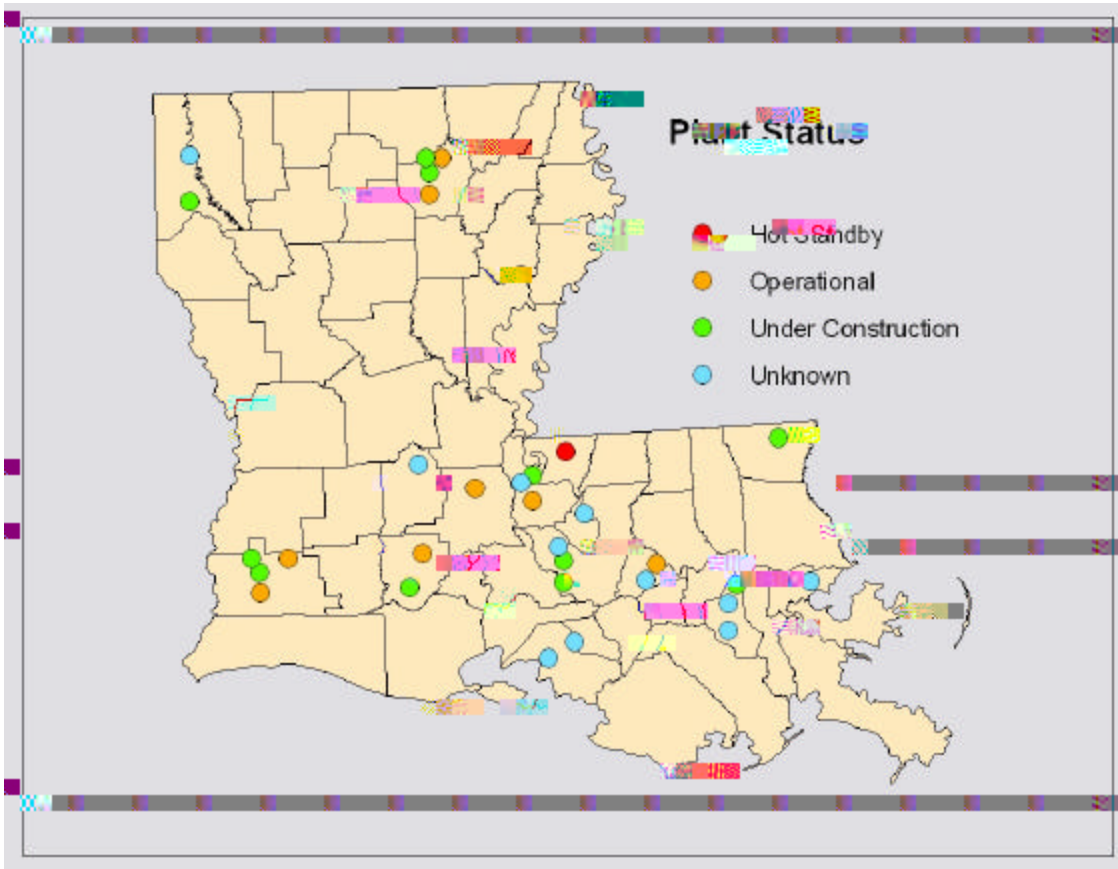 Plant Status
Hot Standby
Operational
Under Construction
Unknown